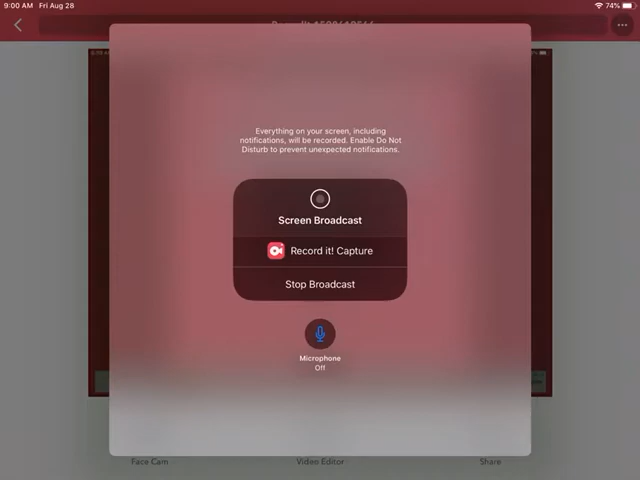 9:00 AM Fri Aug 28
74%
Everything on your screen, including
notifications, will be recorded. Enable Do Not
Disturb to prevent unexpected notifications.
Screen Broadcast
Record it! Capture
Stop Broadcast
Microphone
Off
Face Cam
Video Editor
Share